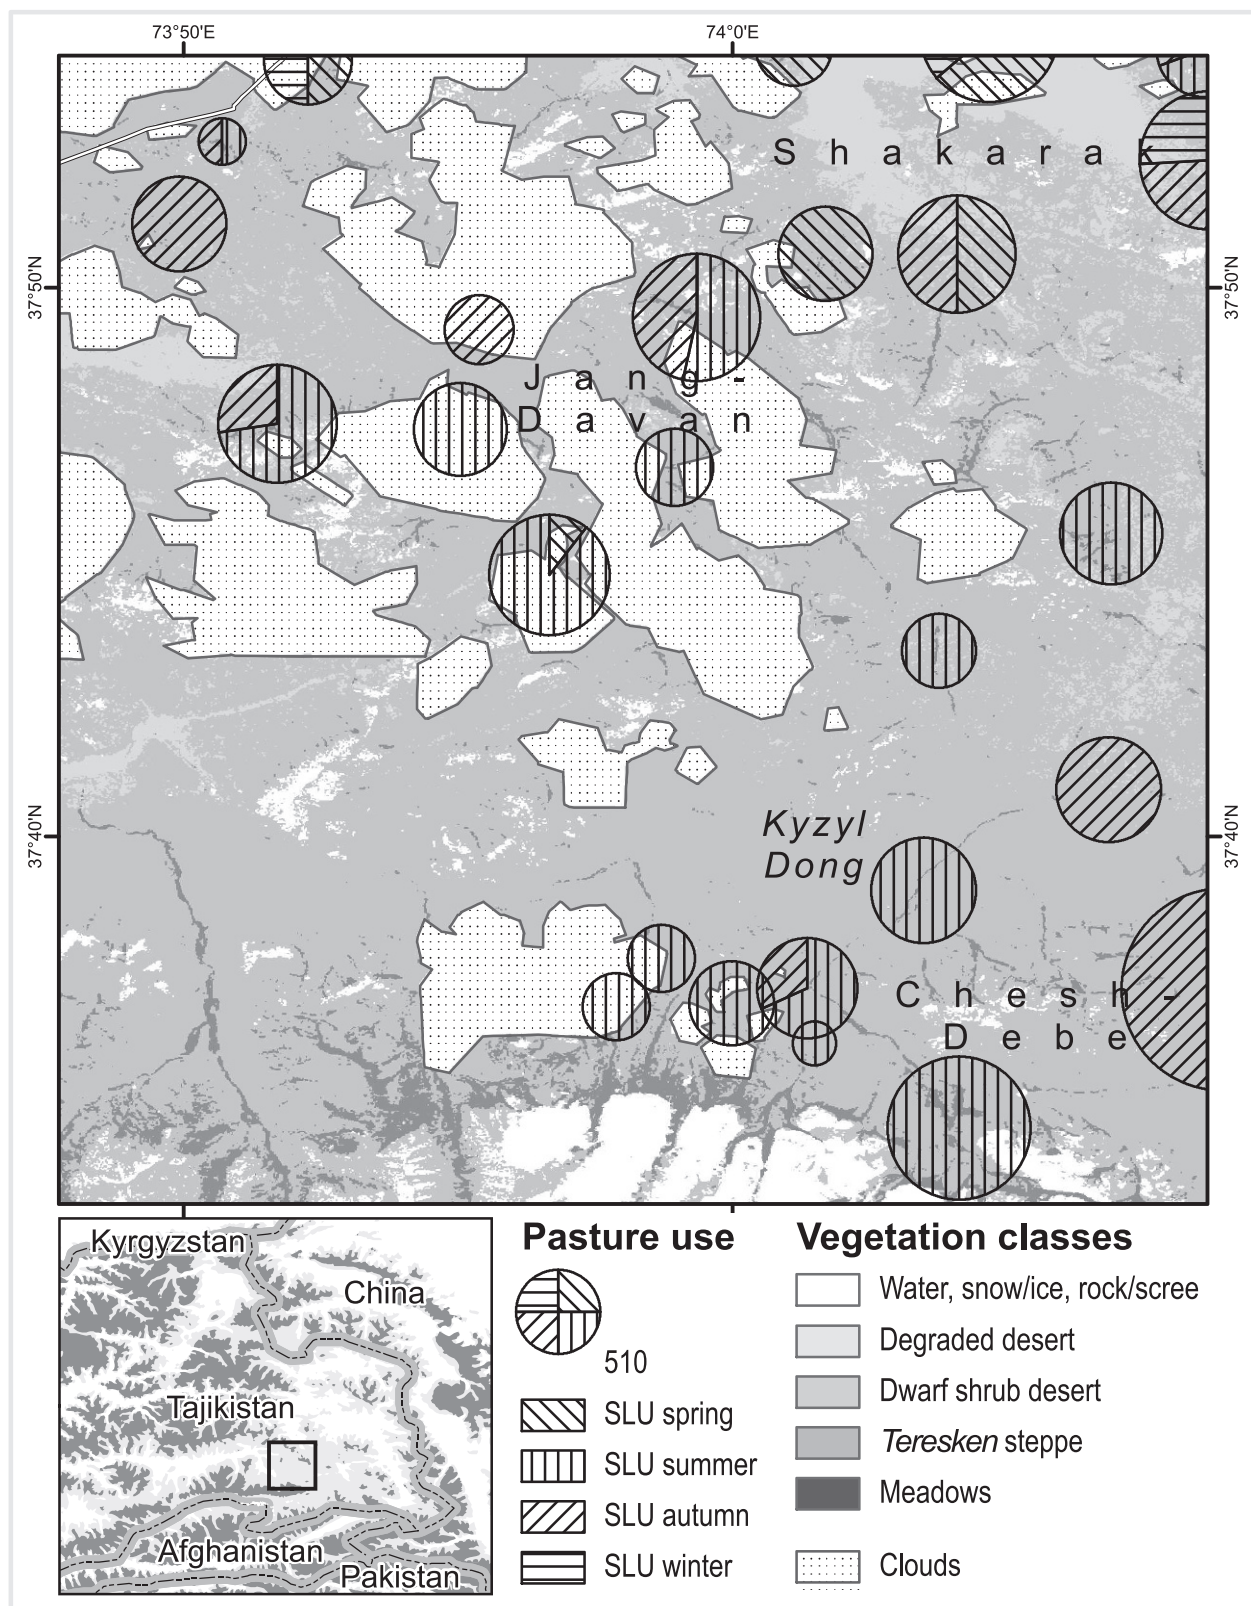 73°50'E
74°0'E
Shakarak
37°50'N
37°50'N
Jang-
Davan
37°40'N
37°40'N
Kyzyl
Dong
Chesh-
Debe
Kyrgyzstan
China
Tajikistan
Afghanistan
Pakistan
Pasture use
510
SLU spring
SLU summer
SLU autumn
SLU winter
Vegetation classes
Water, snow/ice, rock/scree
Degraded desert
Dwarf shrub desert
Teresken steppe
Meadows
Clouds